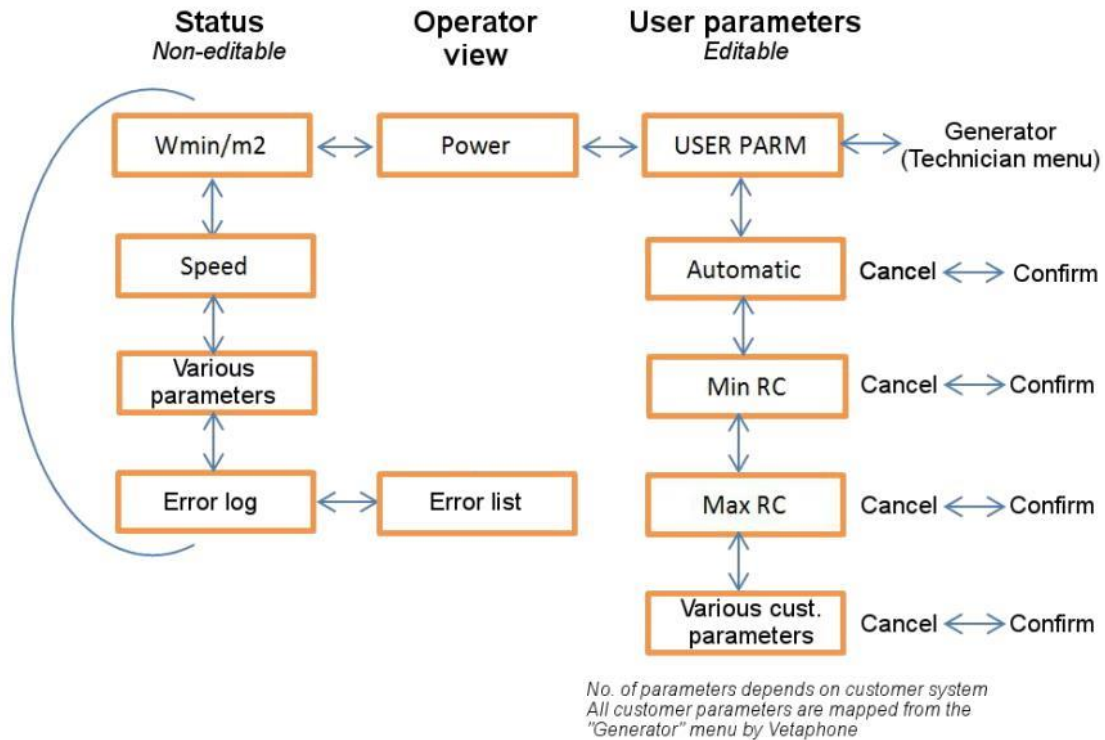 Status
Non-editable
Operator
view
User parameters
Editable
Wmin/m2
Power
USER PARM
Generator
(Technician menu)
Speed
Automatic
Cancel
Confirm
Various
parameters
Min RC
Cancel
Confirm
Error log
Error list
Max RC
Cancel
Confirm
Various cust.
parameters
Cancel
Confirm
No. of parameters depends on customer system
All customer parameters are mapped from the
"Generator" menu by Vetaphone